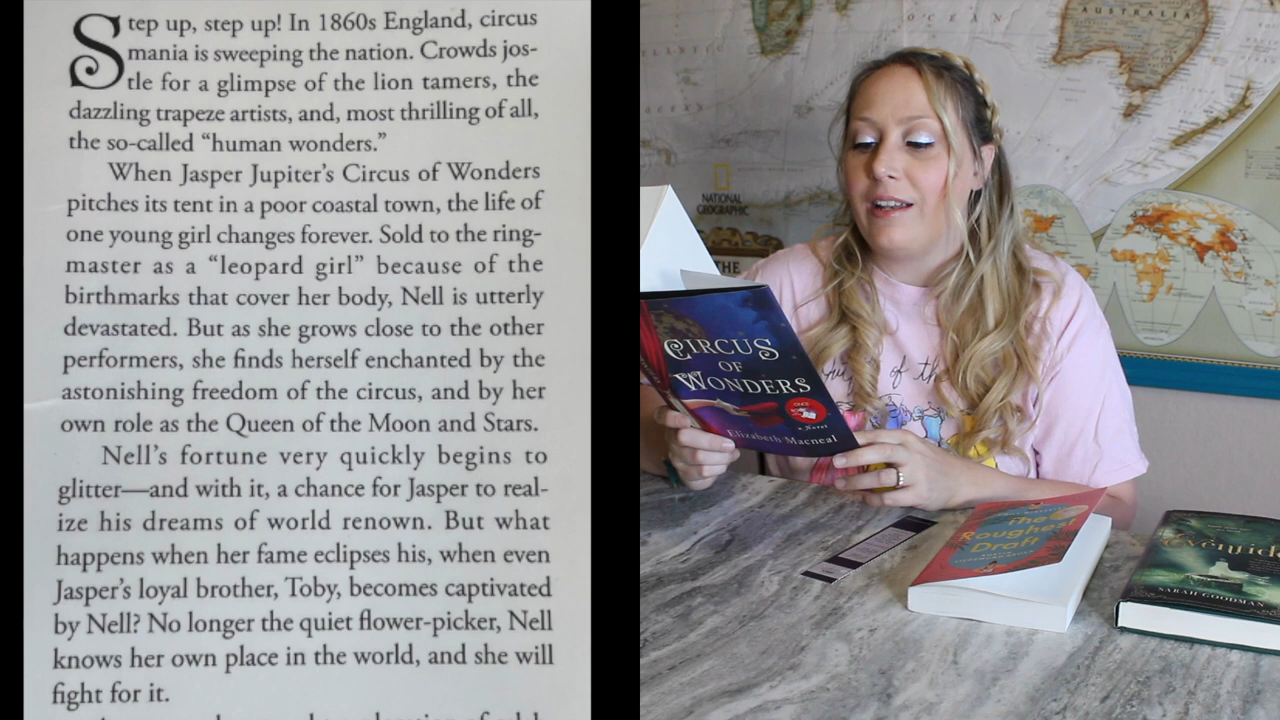 Step up, step up! In 1860s England, circus
mania is sweeping the nation. Crowds jos-
tle for a glimpse of the lion tamers, the
dazzling trapeze artists, and, most thrilling of all,
the so-called “human wonders.”
When Jasper Jupiter’s Circus of Wonders
pitches its tent in a poor coastal town, the life of
one young girl changes forever. Sold to the ring-
master as a “leopard girl” because of the
birthmarks that cover her body, Nell is utterly
devastated. But as she grows close to the other
performers, she finds herself enchanted by the
astonishing freedom of the circus, and by her
own role as the Queen of the Moon and Stars.
Nell’s fortune very quickly begins to
glitter—and with it, a chance for Jasper to real-
ize his dreams of world renown. But what
happens when her fame eclipses his, when even
Jasper’s loyal brother, Toby, becomes captivated
by Nell? No longer the quiet flower-picker, Nell
knows her own place in the world, and she will
fight for it.
OCEAN
AUSTRALIA
NATIONAL
GEOGRAPHIC
THE
CIRCUS
OF
WONDERS
a Novel
Elizabeth Macneal
of the
The
Roughest
Draft
SARAH GOODMAN